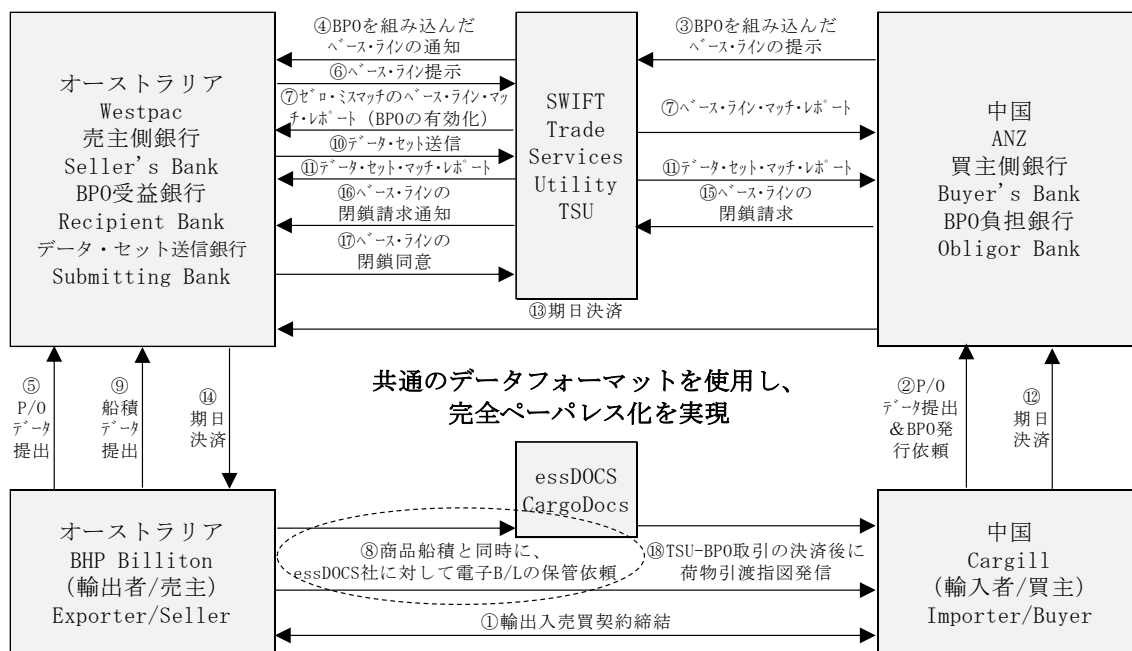 ④BPOを組み込んだ
ﾍﾞｰｽ･ﾗｲﾝの通知
③BPOを組み込んだ
ﾍﾞｰｽ･ﾗｲﾝの提示
⑥ﾍﾞｰｽ･ﾗｲﾝ提示
⑦ｾﾞﾛ･ﾐｽﾏｯﾁのﾍﾞｰｽ･ﾗｲﾝ･ﾏｯ
ﾁ･ﾚﾎﾟｰﾄ（BPOの有効化）
⑦ﾍﾞｰｽ･ﾗｲﾝ･ﾏｯﾁ･ﾚﾎﾟｰﾄ
⑩ﾃﾞｰﾀ･ｾｯﾄ送信
⑪ﾃﾞｰﾀ･ｾｯﾄ･ﾏｯﾁ･ﾚﾎﾟｰﾄ
⑪ﾃﾞｰﾀ･ｾｯﾄ･ﾏｯﾁ･ﾚﾎﾟｰﾄ
⑯ﾍﾞｰｽ･ﾗｲﾝの
閉鎖請求通知
⑮ﾍﾞｰｽ･ﾗｲﾝの
閉鎖請求
⑰ﾍﾞｰｽ･ﾗｲﾝの
閉鎖同意
オーストラリア
Westpac
売主側銀行
Seller's Bank
BPO受益銀行
Recipient Bank
データ・セット送信銀行
Submitting Bank
SWIFT
Trade
Services
Utility
TSU
中国
ANZ
買主側銀行
Buyer's Bank
BPO負担銀行
Obligor Bank
⑬期日決済
⑤
P/O
ﾃﾞｰﾀ
提出
⑨
船積
ﾃﾞｰﾀ
提出
⑭
期日
決済
共通のデータフォーマットを使用し、
完全ペーパレス化を実現
②P/O
ﾃﾞｰﾀ提出
＆BPO発
行依頼
⑫
期日
決済
essDOCS
CargoDocs
オーストラリア
BHP Billiton
（輸出者/売主）
Exporter/Seller
⑧商品船積と同時に、
essDOCS社に対して電子B/Lの保管依頼
⑱TSU-BPO取引の決済後に
荷物引渡指図発信
①輸出入売買契約締結
中国
Cargill
（輸入者/買主）
Importer/Buyer